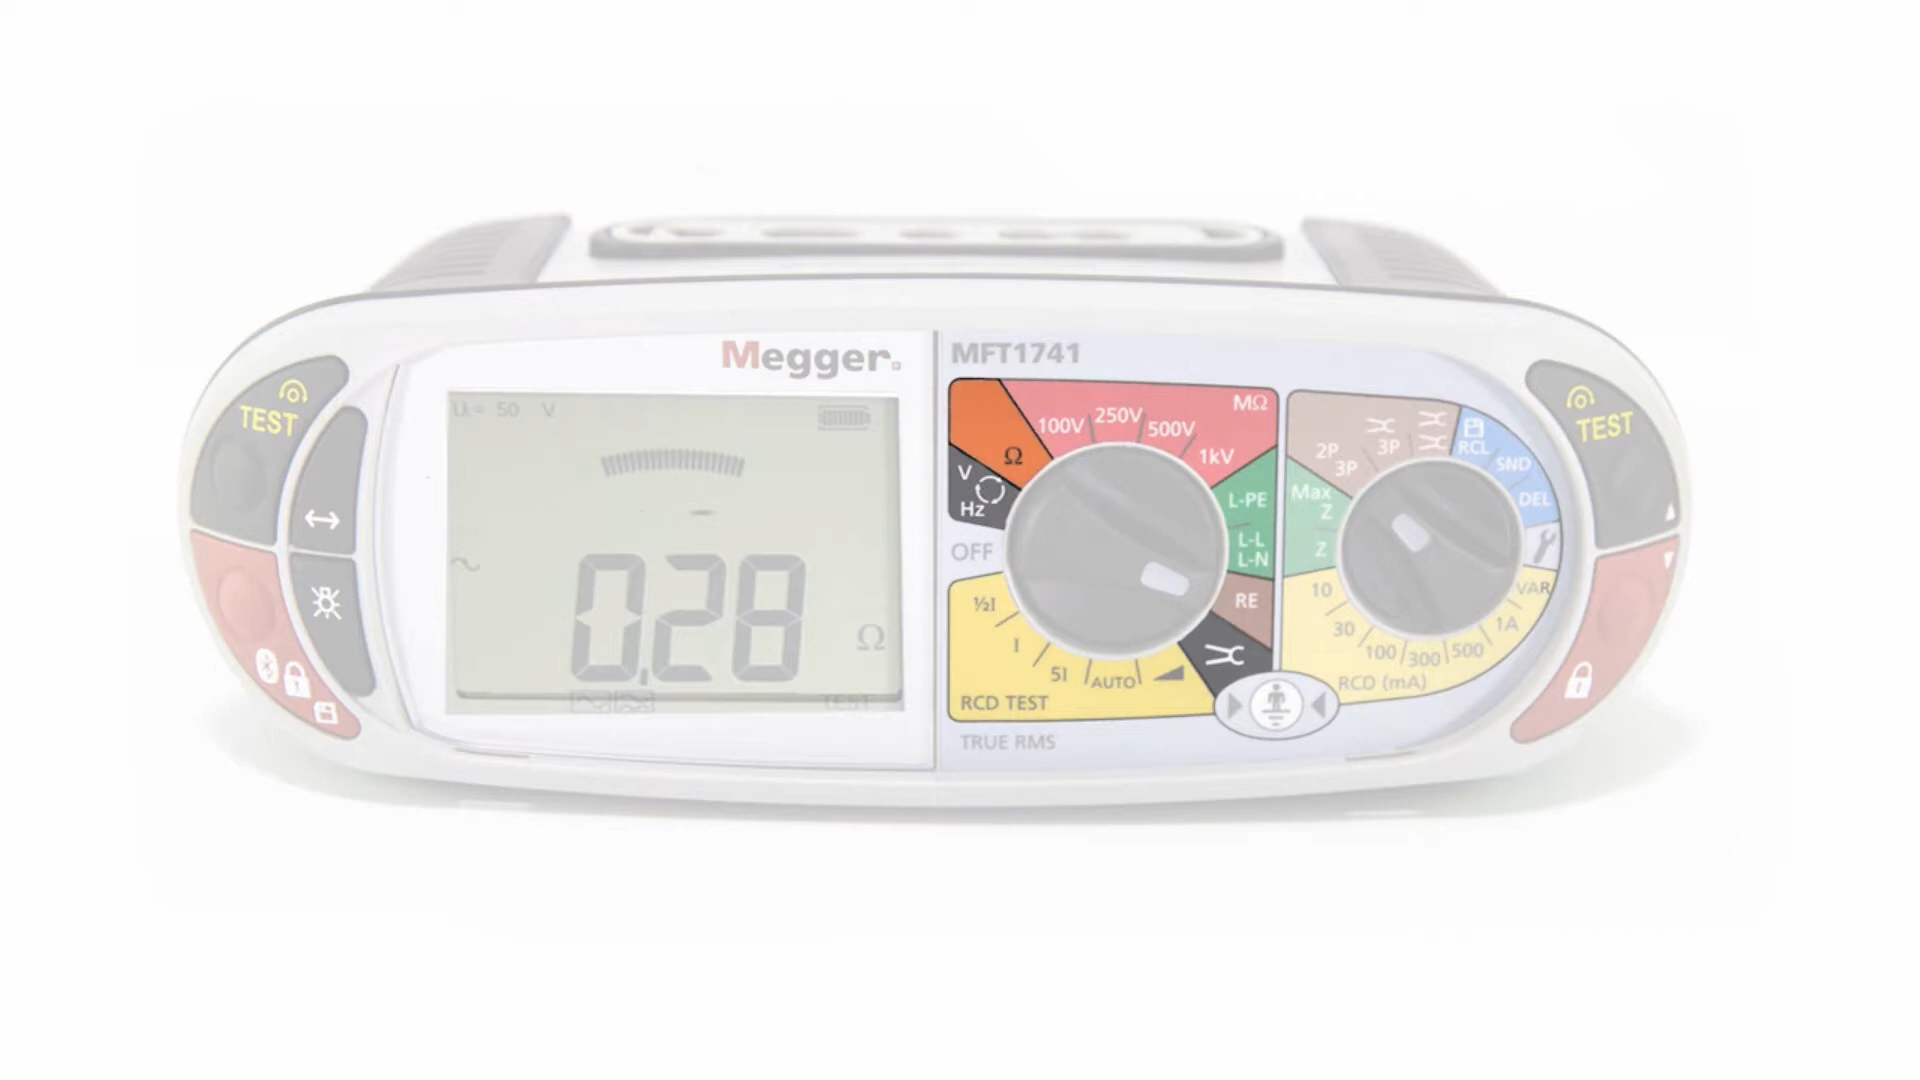 Megger.
MFT1741
TEST
U = 50 V
0.28 Ω
TEST
MΩ
100V
250V
500V
1kV
Ω
V
Hz
OFF
L-PE
L-L
L-N
RE
½I
I
5I
AUTO
RCD TEST
TRUE RMS
2P
3P
3P
RCL
SND
DEL
Max
Z
Z
10
30
100
300
500
1A
VAR
RCD (mA)
TEST